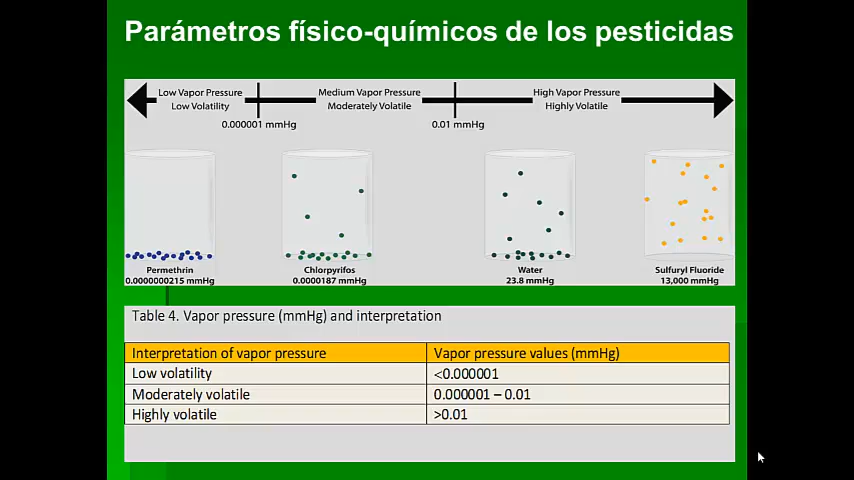 Parámetros físico-químicos de los pesticidas
Low Vapor Pressure
Low Volatility
Medium Vapor Pressure
Moderately Volatile
High Vapor Pressure
Highly Volatile
0.000001 mmHg
0.01 mmHg
Permethrin
0.0000000215 mmHg
Chlorpyrifos
0.0000187 mmHg
Water
23.8 mmHg
Sulfuryl Fluoride
13,000 mmHg
Table 4. Vapor pressure (mmHg) and interpretation
Interpretation of vapor pressure Vapor pressure values (mmHg)
Low volatility <0.000001
Moderately volatile 0.000001 – 0.01
Highly volatile >0.01